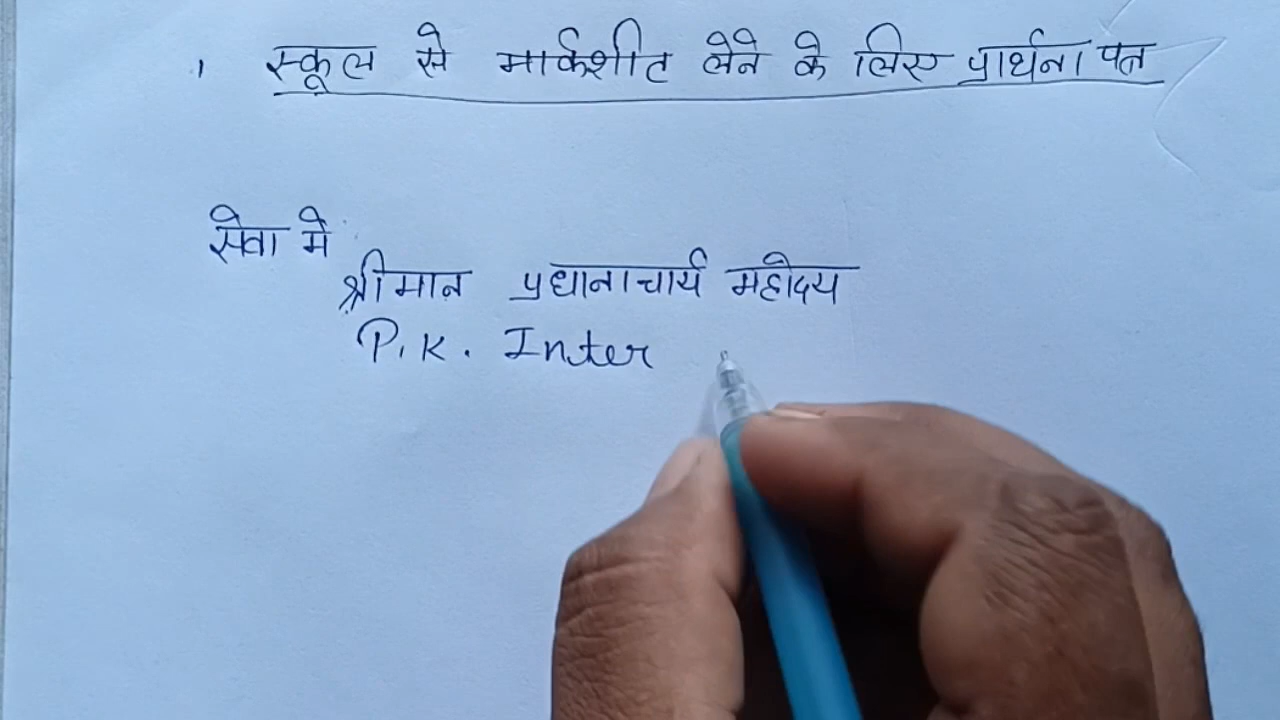 स्कूल से मार्कशीट लेने के लिए प्रार्थना पत्र
सेवा मे
श्रीमान प्रधानाचार्य महोदय
P.K. Inter